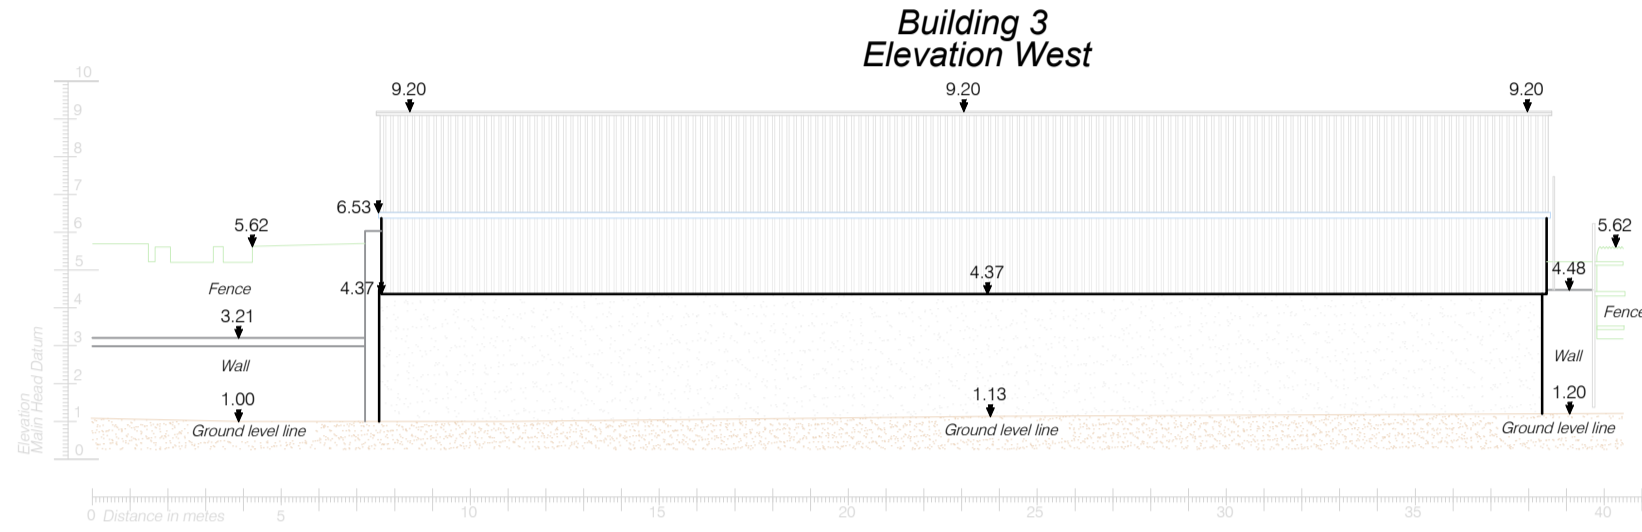 Building 3
Elevation West
10
9.20 9.20 9.20
9
8
7
6.53
6
5.62 5.62
5
4.48
4.37 4.37
Fence
4
Fence
3.21
3
Wall Wall
2
1.00 1.13 1.20
1
Ground level line Ground level line Ground level line
0
Elevation
Main Head Datum
0 Distance in metes 5 10 15 20 25 30 35 40